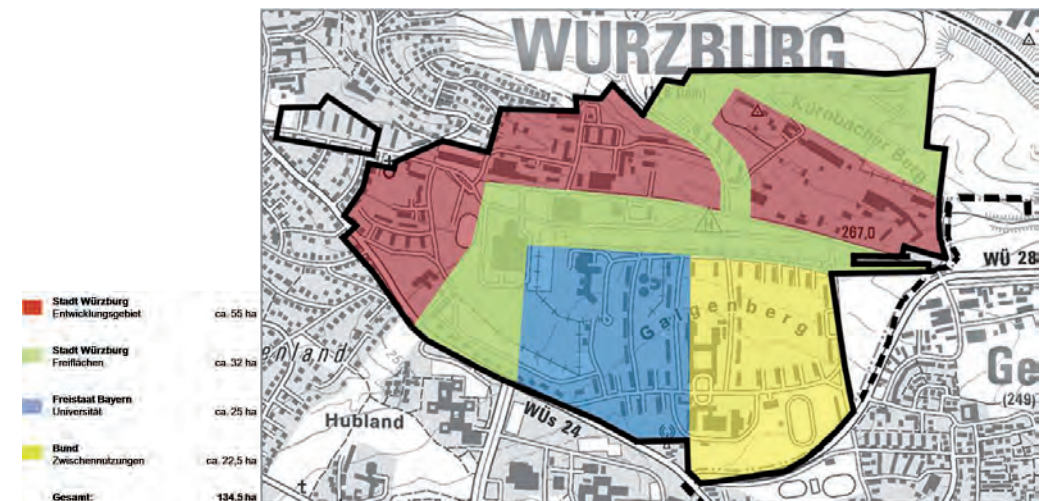 WÜRZBURG
Kürnbacher Berg
267,0
H
WÜ 28
Stadt Würzburg
Entwicklungsgebiet ca. 55 ha
Stadt Würzburg
Freiflächen ca. 32 ha
Freistaat Bayern
Universität ca. 25 ha
Bund
Zwischennutzungen ca. 22,5 ha
Gesamt: 134,5 ha
enland
Galgenberg
Hubland
WÜs 24
Ge
(249)